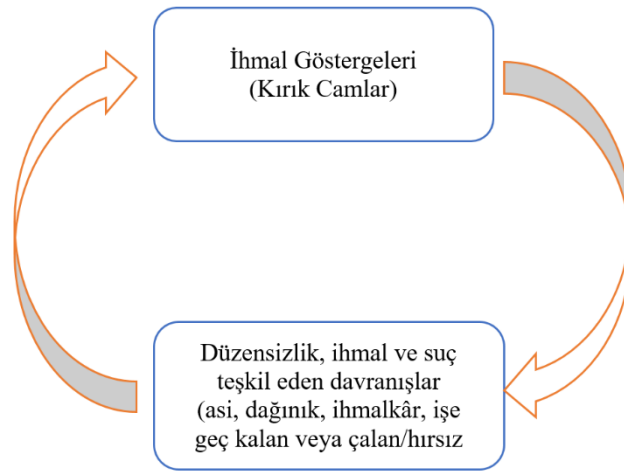 İhmal Göstergeleri
(Kırık Camlar)
Düzensizlik, ihmal ve suç
teşkil eden davranışlar
(asi, dağınık, ihmalkâr, işe
geç kalan veya çalan/hırsız